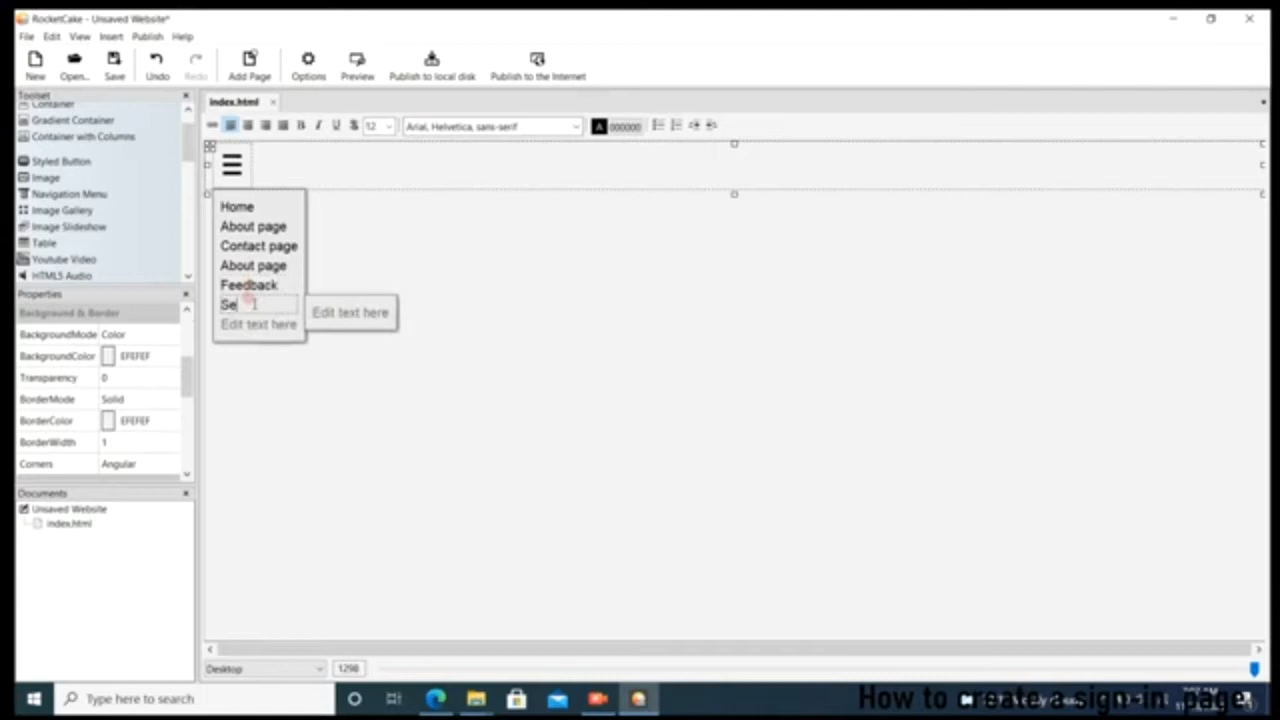 RocketCake - Unsaved Website*
File Edit View Insert Publish Help
New Open... Save Undo Redo Add Page Options Preview Publish to local disk Publish to the Internet
Toolset
Container
Gradient Container
Container with Columns
Styled Button
Image
Navigation Menu
Image Gallery
Image Slideshow
Table
Youtube Video
HTML5 Audio
Properties
Background & Border
BackgroundMode Color
BackgroundColor EFEFEF
Transparency 0
BorderMode Solid
BorderColor EFEFEF
BorderWidth 1
Corners Angular
Documents
Unsaved Website
index.html
index.html
12 Arial, Helvetica, sans-serif A 000000
Home
About page
Contact page
About page
Feedback
Se
Edit text here
Edit text here
Desktop 1298
Type here to search
How to create a sign-in page